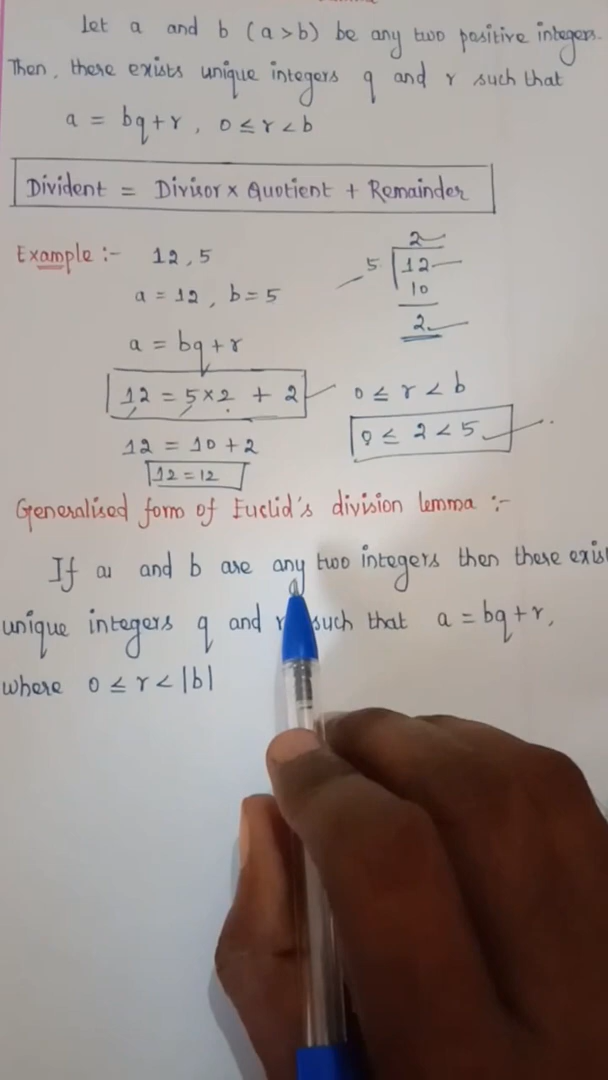 Let a and b (a>b) be any two positive integers.
Then, there exists unique integers q and r such that
a = bq+r, 0≤r<b
Divident = Divisor × Quotient + Remainder
Example :- 12, 5
a = 12, b = 5
a = bq+r
12 = 5×2 + 2
12 = 10+2
12 = 12
2
5 12
10
2
0 ≤ r < b
0 ≤ 2 < 5
Generalised form of Euclid's division lemma :-
If a and b are any two integers then there exis
unique integers q and r such that a = bq+r,
where 0 ≤ r < |b|